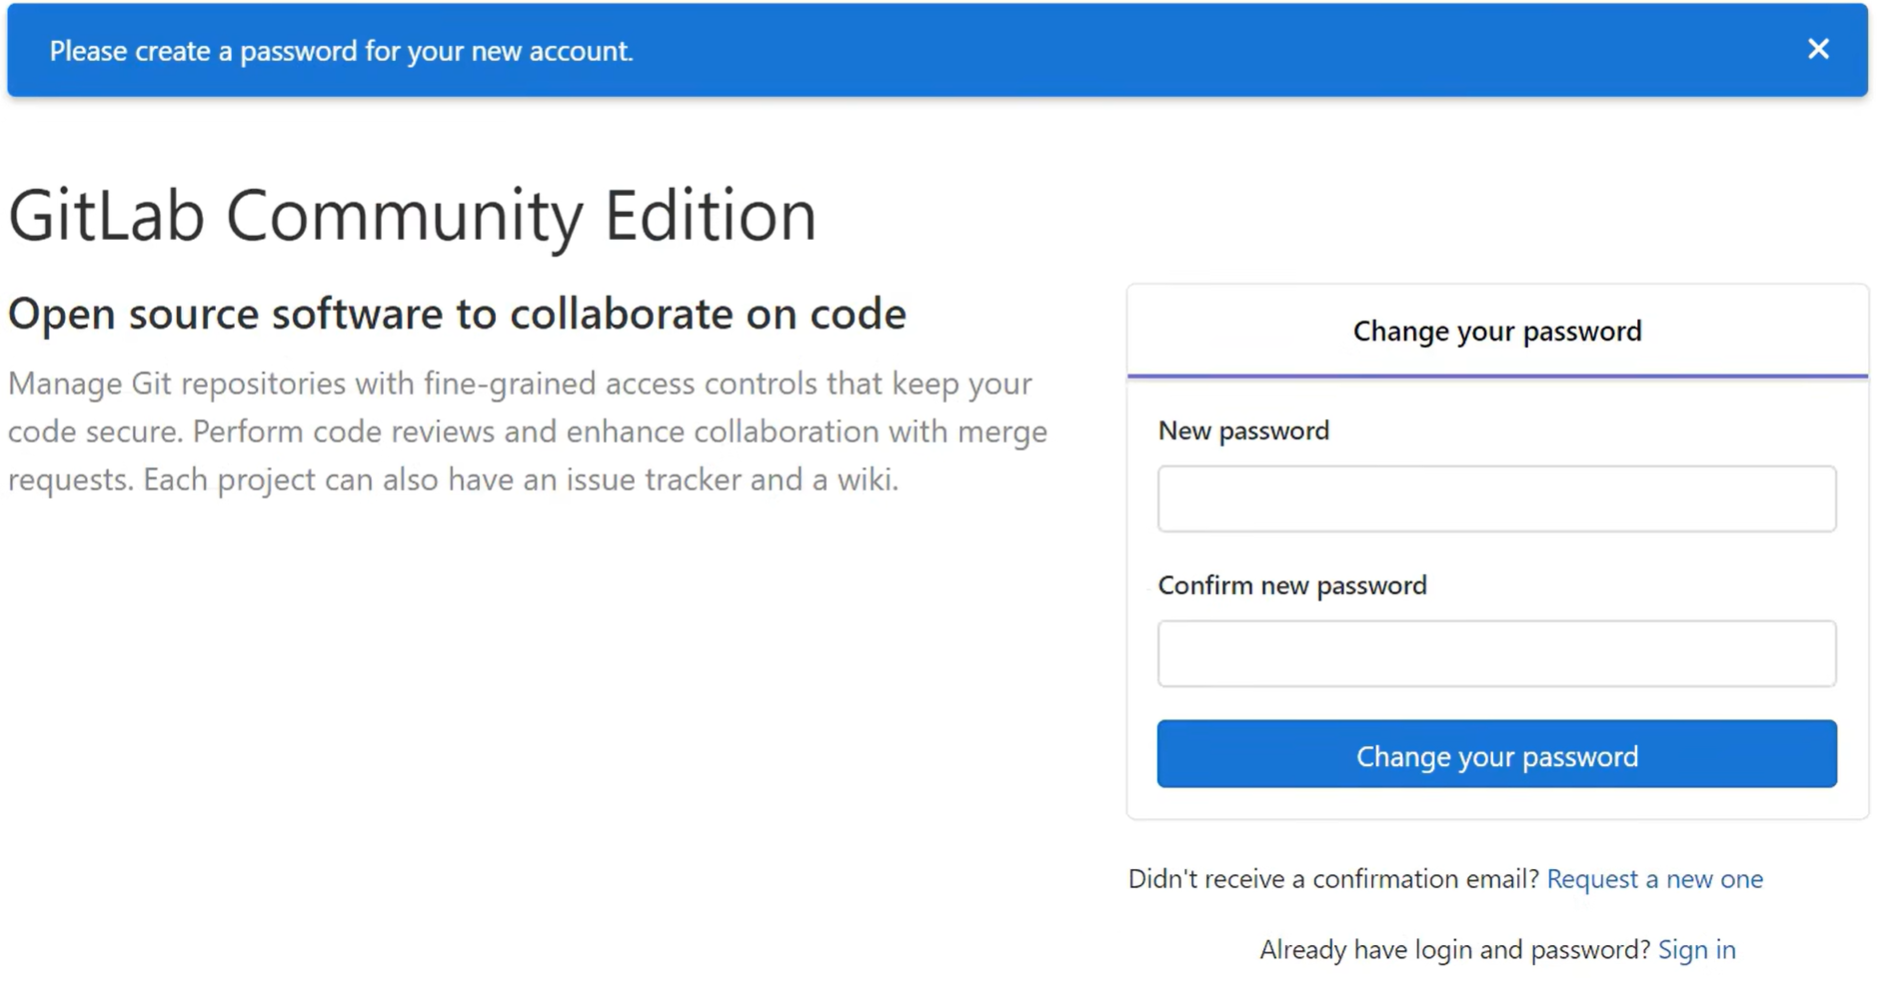 Please create a password for your new account.
GitLab Community Edition
Open source software to collaborate on code
Manage Git repositories with fine-grained access controls that keep your
code secure. Perform code reviews and enhance collaboration with merge
requests. Each project can also have an issue tracker and a wiki.
Change your password
New password
Confirm new password
Change your password
Didn't receive a confirmation email? Request a new one
Already have login and password? Sign in